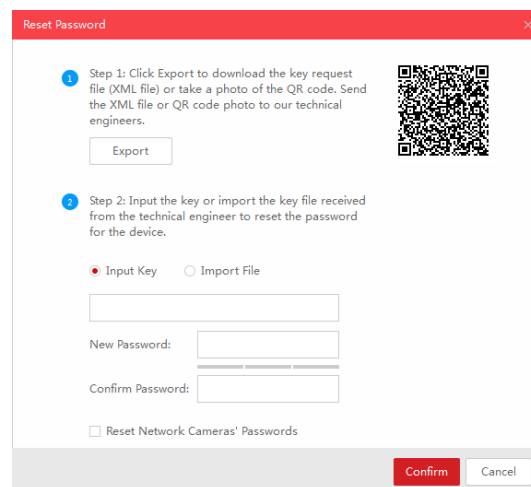 Reset Password
×
1
Step 1: Click Export to download the key request
file (XML file) or take a photo of the QR code. Send
the XML file or QR code photo to our technical
engineers.
Export
2
Step 2: Input the key or import the key file received
from the technical engineer to reset the password
for the device.
Input Key Import File
New Password:
Confirm Password:
Reset Network Cameras' Passwords
Confirm Cancel